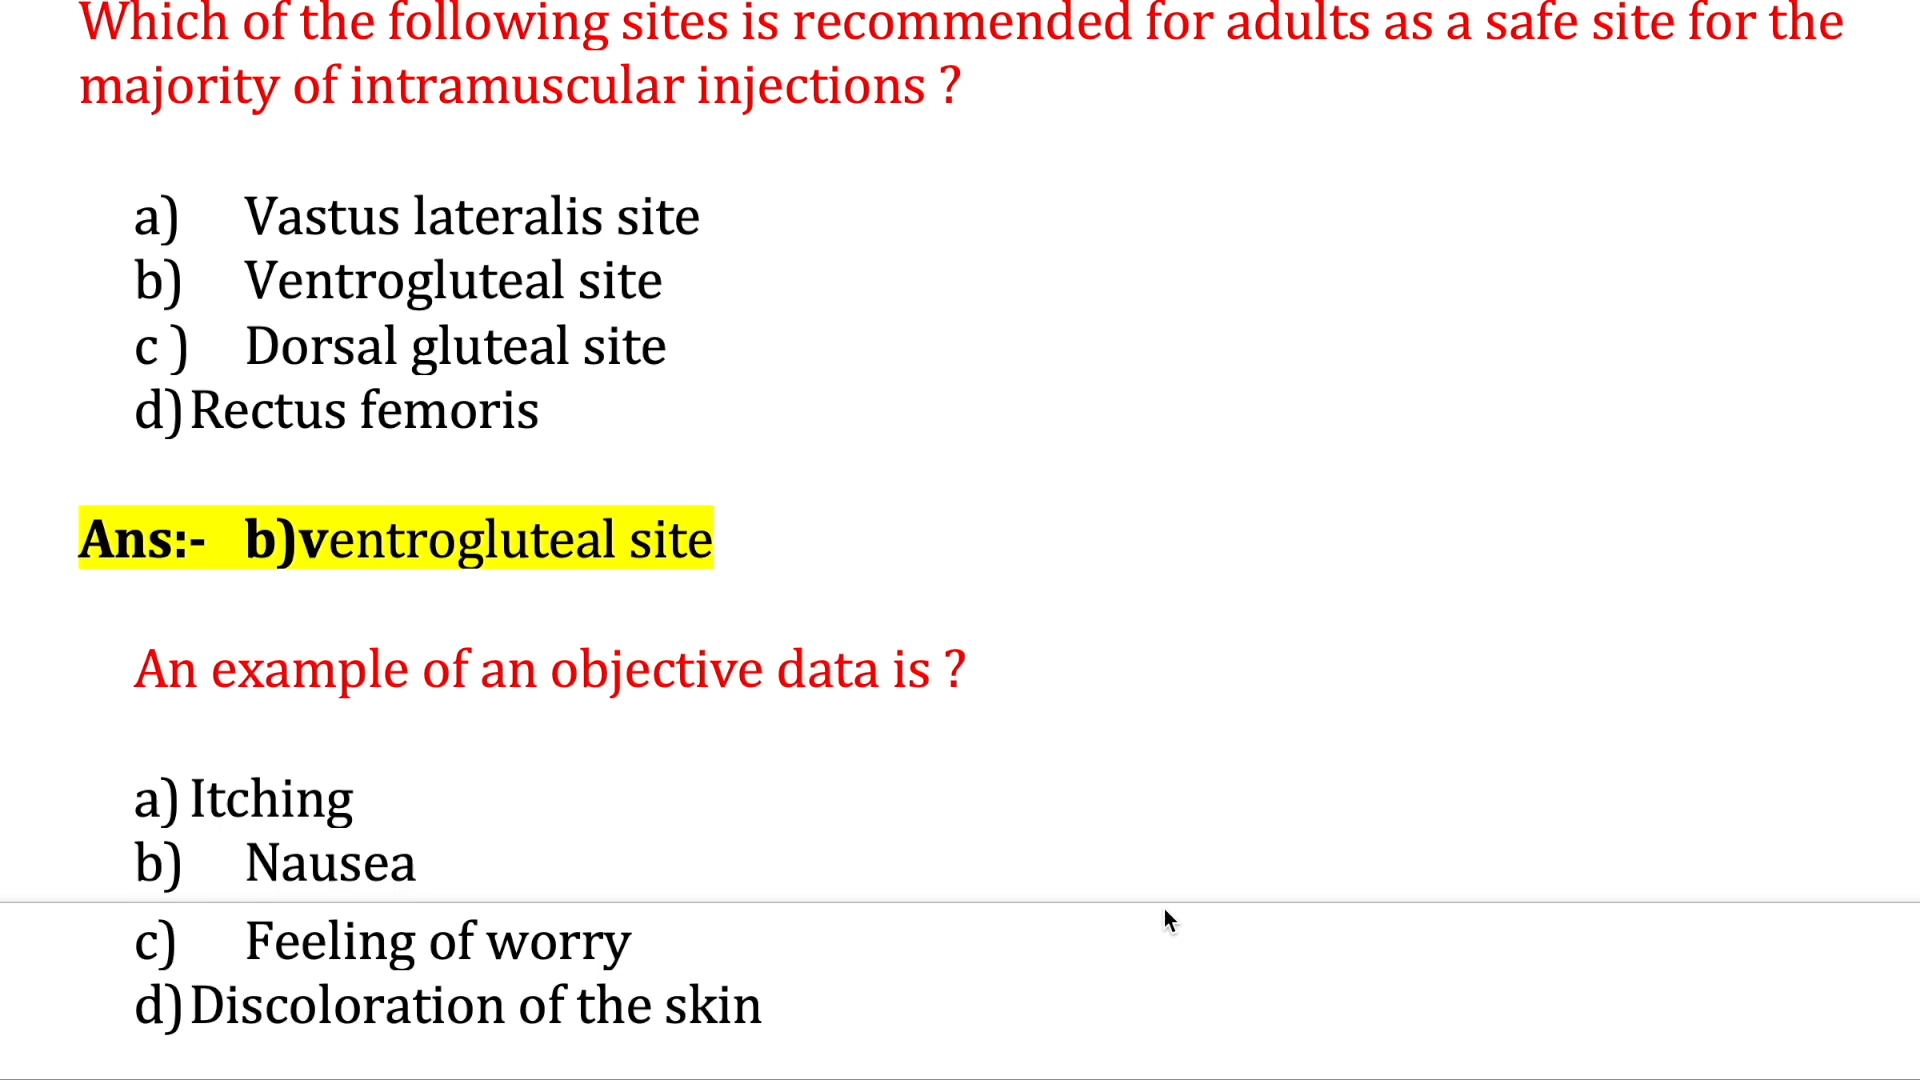 Which of the following sites is recommended for adults as a safe site for the
majority of intramuscular injections ?
a) Vastus lateralis site
b) Ventrogluteal site
c ) Dorsal gluteal site
d) Rectus femoris
Ans:- b)ventrogluteal site
An example of an objective data is ?
a) Itching
b) Nausea
c) Feeling of worry
d) Discoloration of the skin